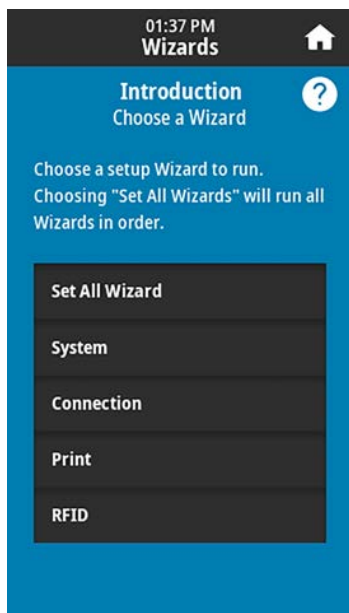 01:37 PM
Wizards
Introduction
?
Choose a Wizard
Choose a setup Wizard to run.
Choosing "Set All Wizards" will run all
Wizards in order.
Set All Wizard
System
Connection
Print
RFID